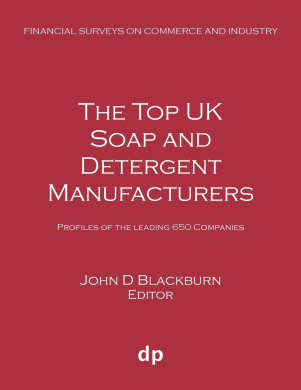 FINANCIAL SURVEYS ON COMMERCE AND INDUSTRY
THE TOP UK
SOAP AND
DETERGENT
MANUFACTURERS
PROFILES OF THE LEADING 650 COMPANIES
JOHN D BLACKBURN
EDITOR
dp